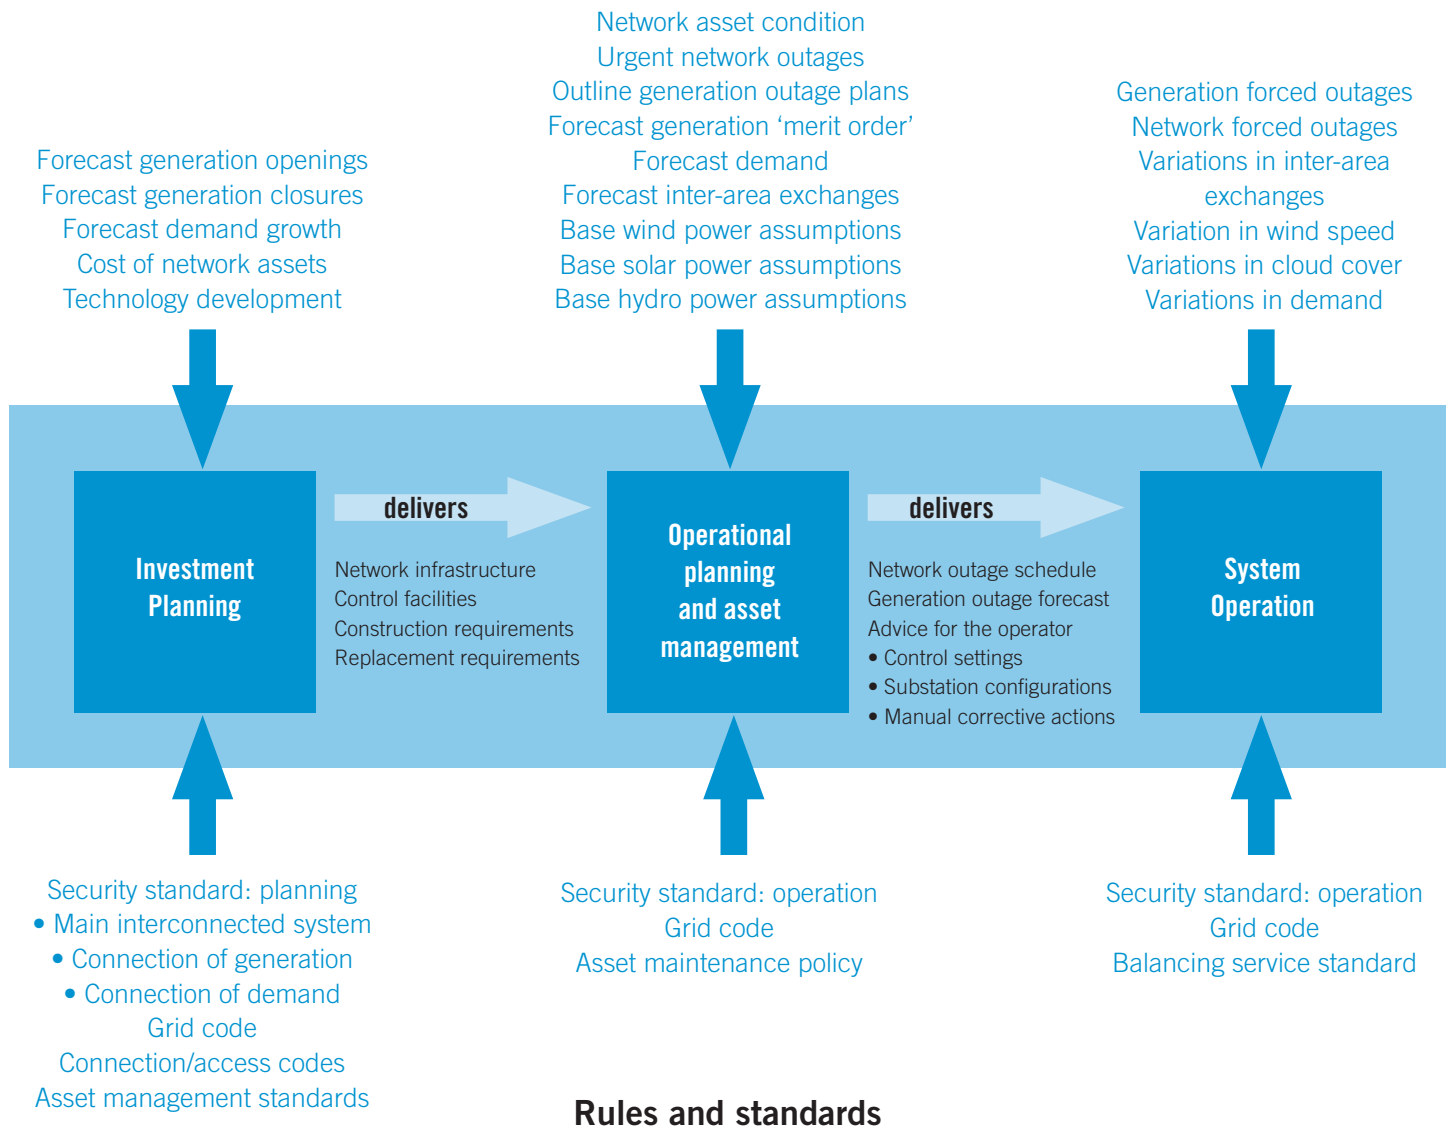 Forecast generation openings
Forecast generation closures
Forecast demand growth
Cost of network assets
Technology development
Network asset condition
Urgent network outages
Outline generation outage plans
Forecast generation ‘merit order’
Forecast demand
Forecast inter-area exchanges
Base wind power assumptions
Base solar power assumptions
Base hydro power assumptions
Generation forced outages
Network forced outages
Variations in inter-area
exchanges
Variation in wind speed
Variations in cloud cover
Variations in demand
Investment
Planning
delivers
Network infrastructure
Control facilities
Construction requirements
Replacement requirements
Operational
planning
and asset
management
delivers
Network outage schedule
Generation outage forecast
Advice for the operator
• Control settings
• Substation configurations
• Manual corrective actions
System
Operation
Security standard: planning
• Main interconnected system
• Connection of generation
• Connection of demand
Grid code
Connection/access codes
Asset management standards
Security standard: operation
Grid code
Asset maintenance policy
Security standard: operation
Grid code
Balancing service standard
Rules and standards